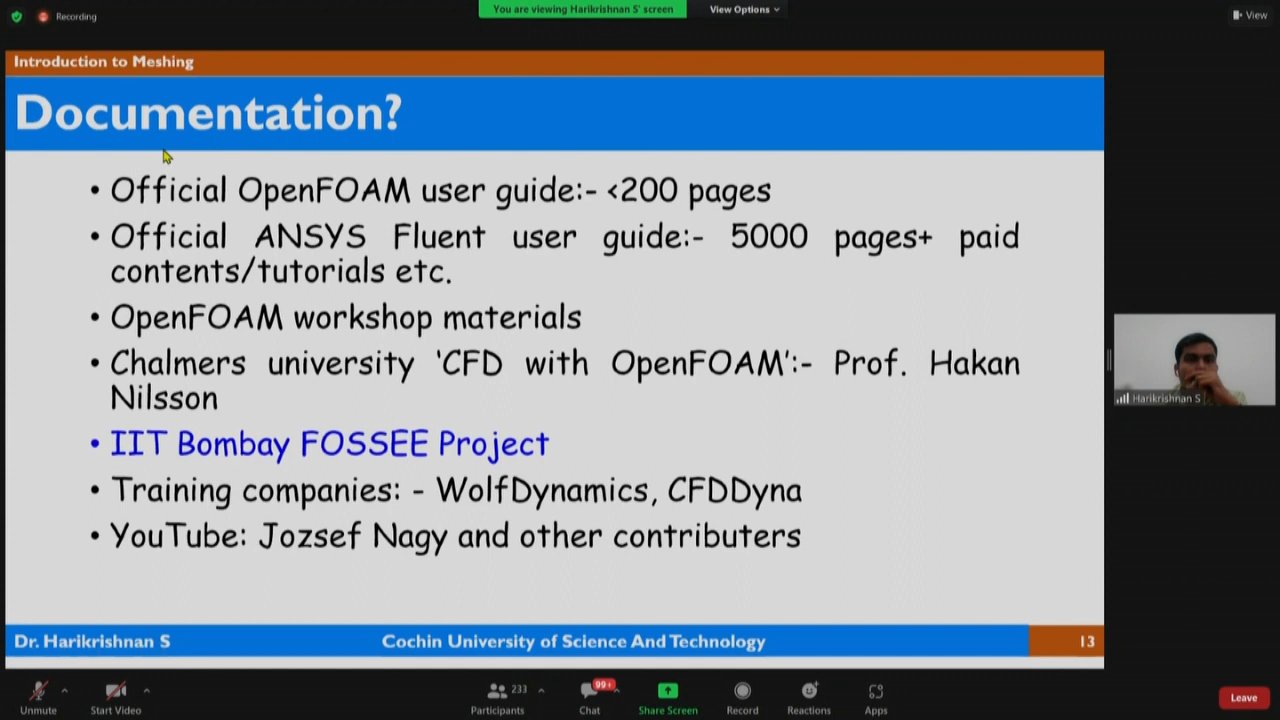 Recording
You are viewing Harikrishnan S' screen
View Options
View
Introduction to Meshing
Documentation?
• Official OpenFOAM user guide:- <200 pages
• Official ANSYS Fluent user guide:- 5000 pages+ paid
contents/tutorials etc.
• OpenFOAM workshop materials
• Chalmers university ‘CFD with OpenFOAM’:- Prof. Hakan
Nilsson
• IIT Bombay FOSSEE Project
• Training companies: - WolfDynamics, CFDDyna
• YouTube: Jozsef Nagy and other contributers
Harikrishnan S
Dr. Harikrishnan S
Cochin University of Science And Technology
13
Unmute
Start Video
233
Participants
99+
Chat
Share Screen
Record
Reactions
Apps
Leave